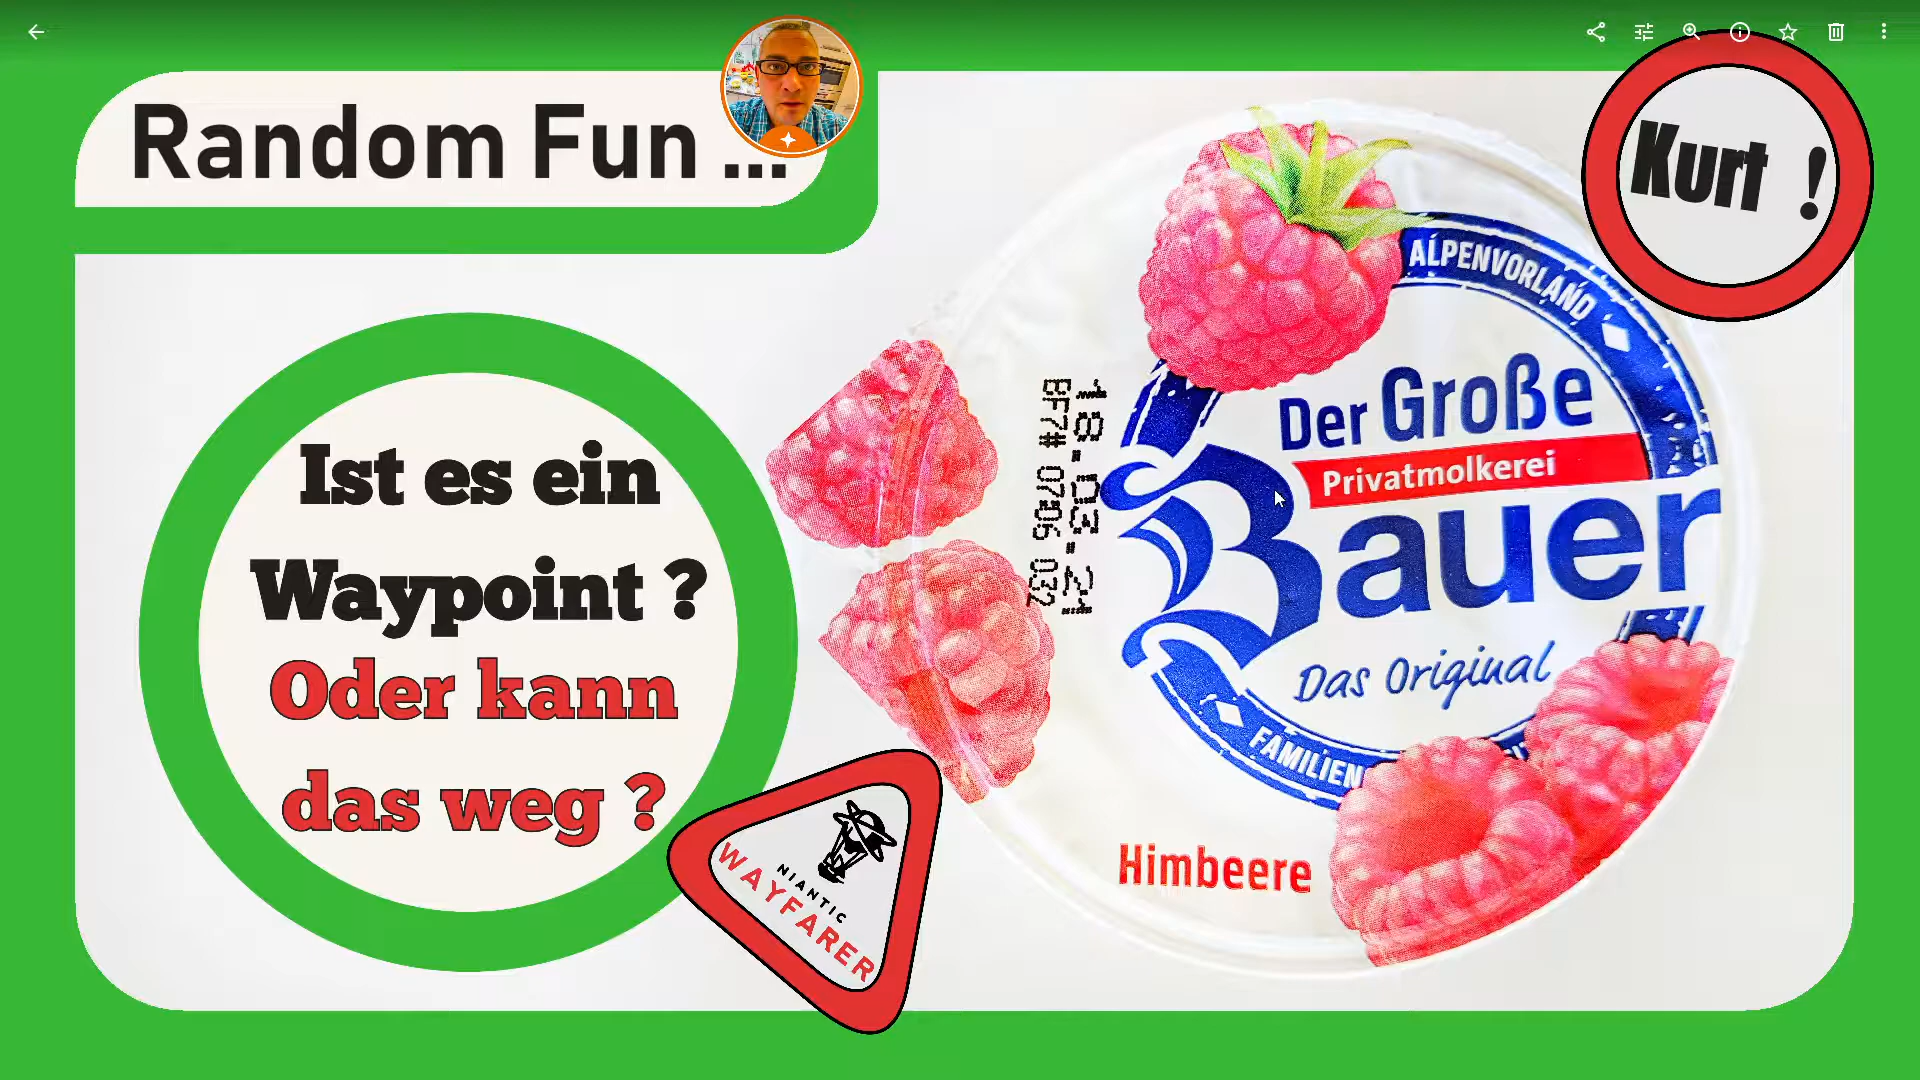 Random Fun ...
Kurt !
Ist es ein
Waypoint ?
Oder kann
das weg ?
ALPENVORLAND
Der Große
Privatmolkerei
Bauer
Das Original
FAMILIEN
Himbeere
18.03.21
BF7# 07:06 032
NIANTIC
WAYFARER